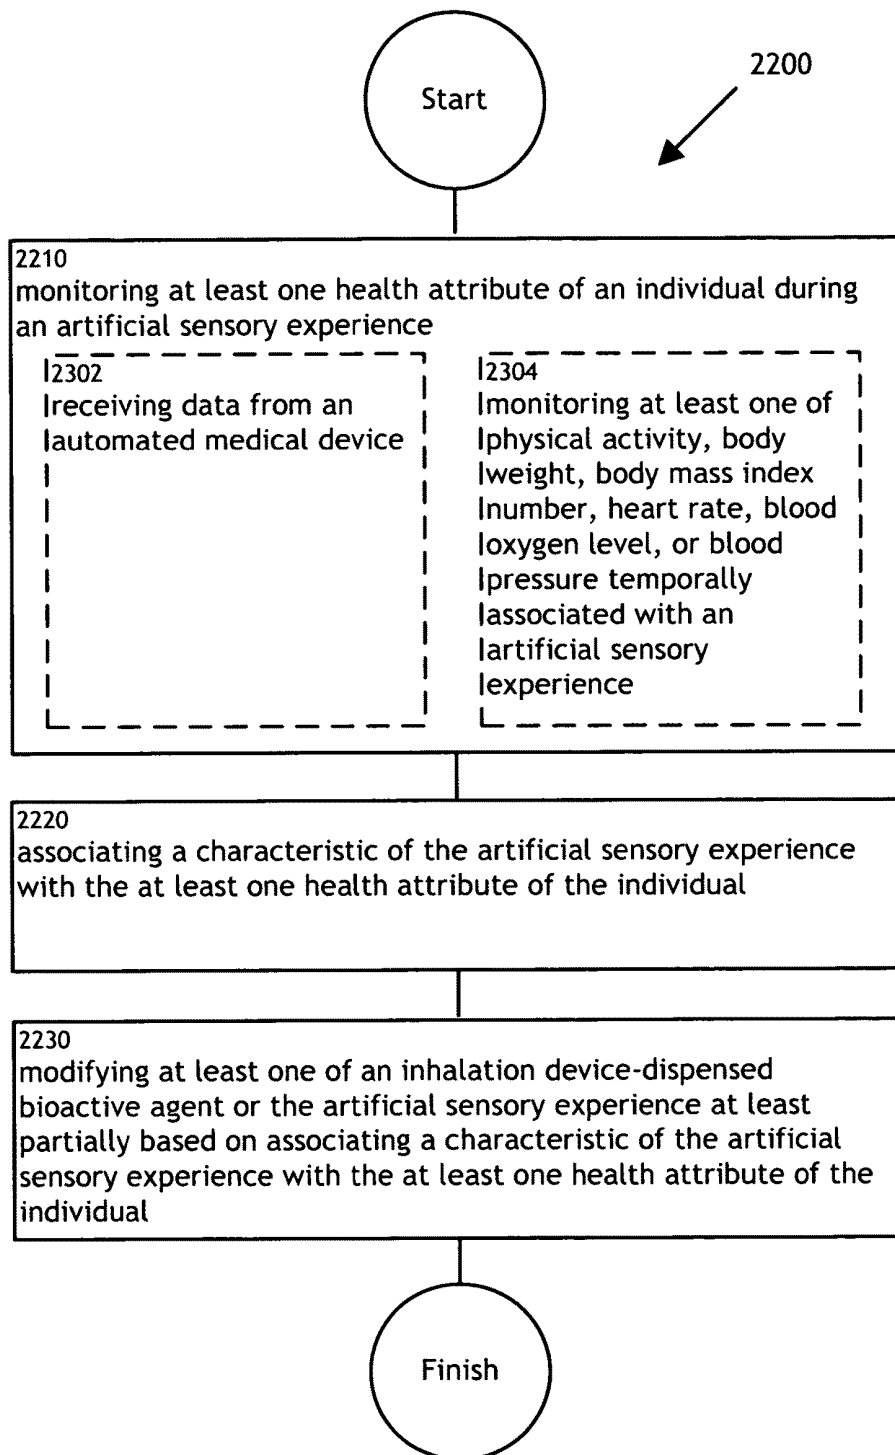 Start
2200
2210
monitoring at least one health attribute of an individual during
an artificial sensory experience
2302
receiving data from an
automated medical device
2304
monitoring at least one of
physical activity, body
weight, body mass index
number, heart rate, blood
oxygen level, or blood
pressure temporally
associated with an
artificial sensory
experience
2220
associating a characteristic of the artificial sensory experience
with the at least one health attribute of the individual
2230
modifying at least one of an inhalation device-dispensed
bioactive agent or the artificial sensory experience at least
partially based on associating a characteristic of the artificial
sensory experience with the at least one health attribute of the
individual
Finish